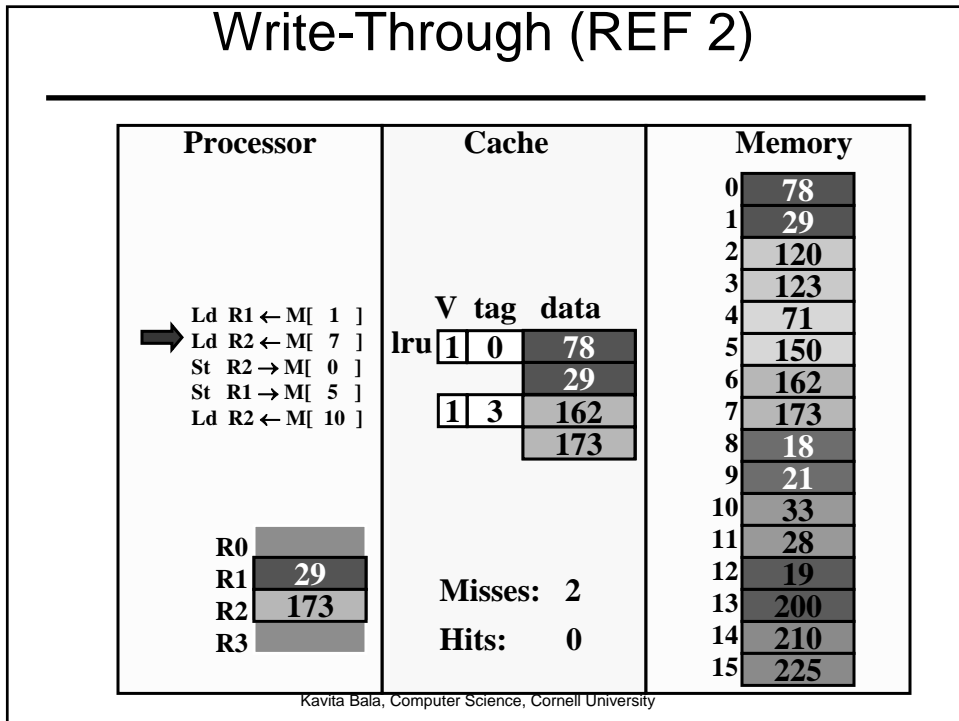 Write-Through (REF 2)
Processor
Ld R1 ← M[ 1 ]
Ld R2 ← M[ 7 ]
St R2 → M[ 0 ]
St R1 → M[ 5 ]
Ld R2 ← M[ 10 ]
R0
R1 29
R2 173
R3
Cache
V tag data
lru 1 0 78
29
1 3 162
173
Misses: 2
Hits: 0
Memory
0 78
1 29
2 120
3 123
4 71
5 150
6 162
7 173
8 18
9 21
10 33
11 28
12 19
13 200
14 210
15 225
Kavita Bala, Computer Science, Cornell University